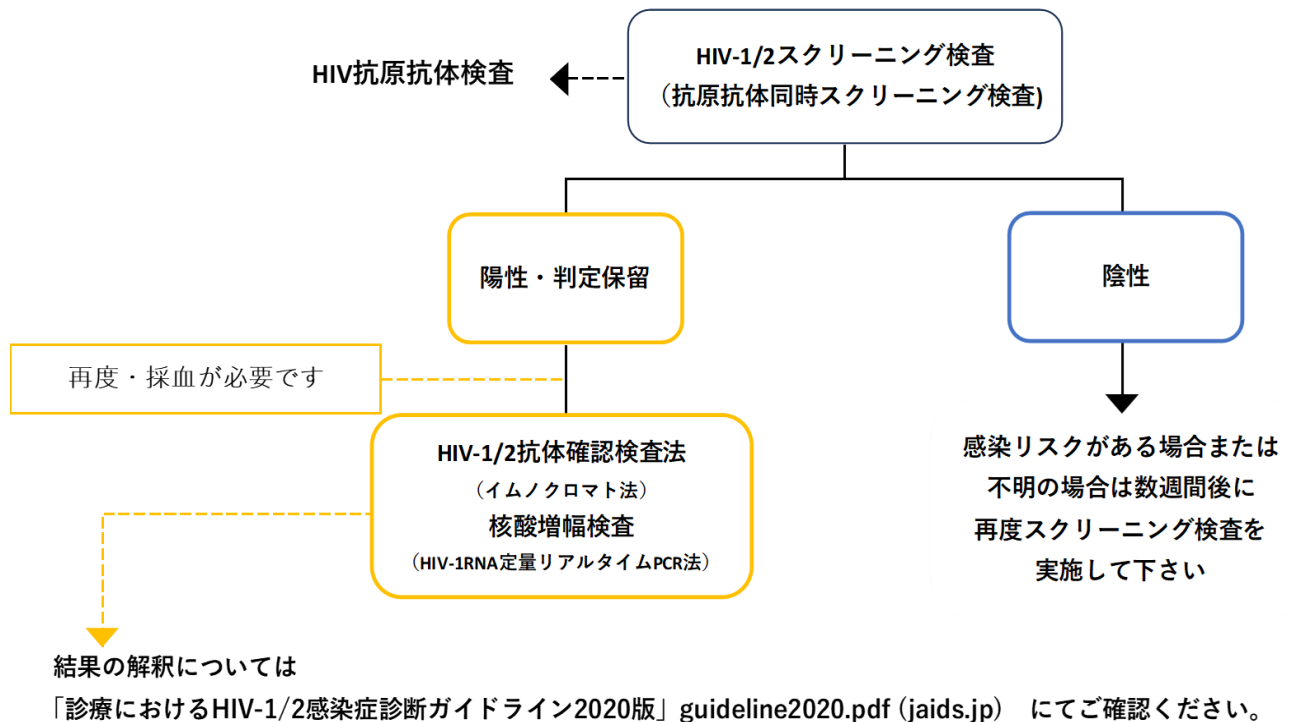 HIV-1/2スクリーニング検査
（抗原抗体同時スクリーニング検査)
HIV抗原抗体検査
陽性・判定保留
陰性
再度・採血が必要です
HIV-1/2抗体確認検査法
（イムノクロマト法）
核酸増幅検査
（HIV-1RNA定量リアルタイムPCR法）
感染リスクがある場合または
不明の場合は数週間後に
再度スクリーニング検査を
実施して下さい
結果の解釈については
「診療におけるHIV-1/2感染症診断ガイドライン2020版」guideline2020.pdf (jaids.jp)　にてご確認ください。